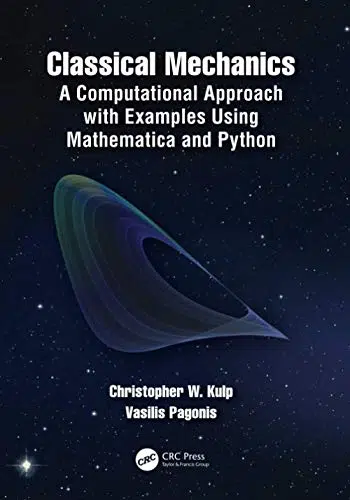 Classical Mechanics
A Computational Approach
with Examples Using
Mathematica and Python
Christopher W. Kulp
Vasilis Pagonis
CRC CRC Press
Taylor & Francis Group